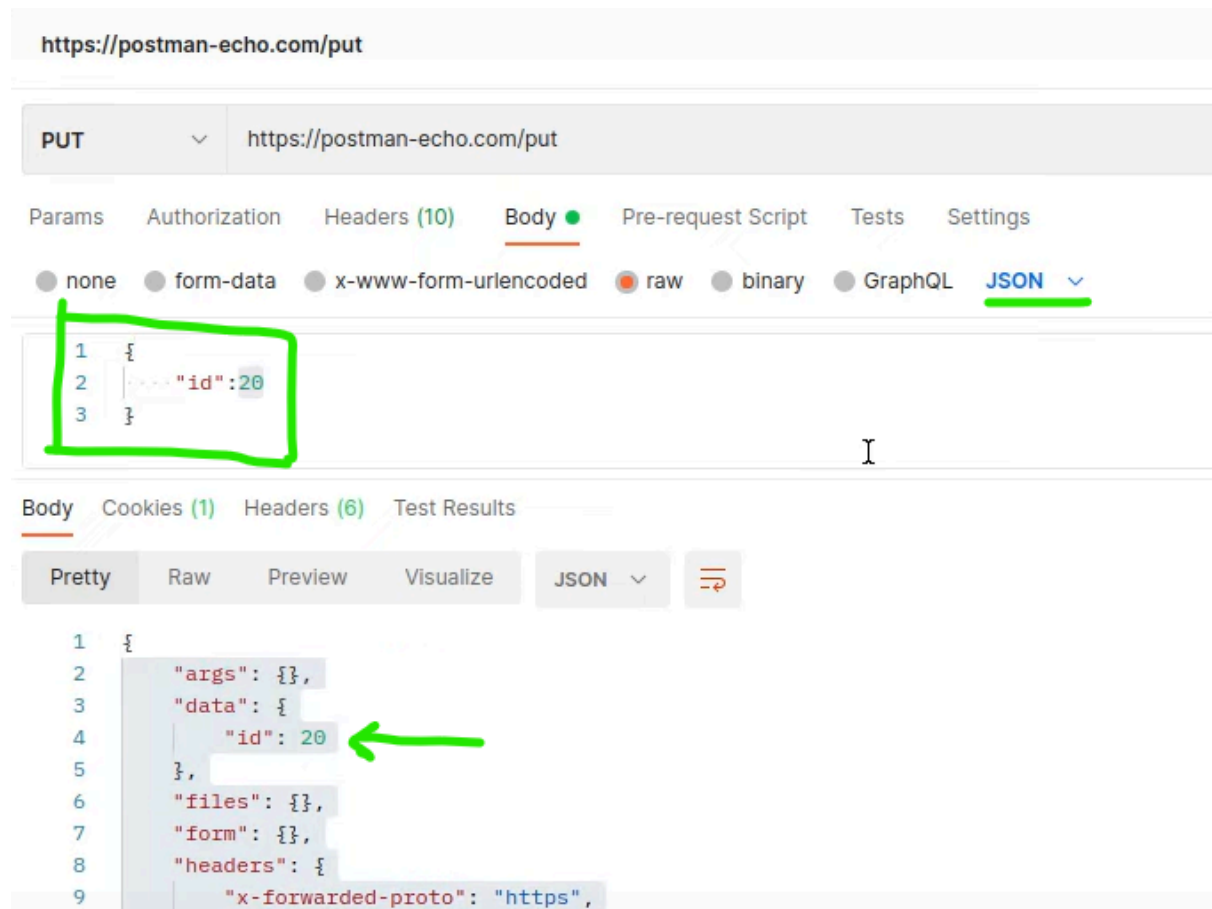 https://postman-echo.com/put
PUT https://postman-echo.com/put
Params Authorization Headers (10) Body Pre-request Script Tests Settings
none form-data x-www-form-urlencoded raw binary GraphQL JSON
1 {
2 "id":20
3 }
Body Cookies (1) Headers (6) Test Results
Pretty Raw Preview Visualize JSON
1 {
2 "args": {},
3 "data": {
4 "id": 20
5 },
6 "files": {},
7 "form": {},
8 "headers": {
9 "x-forwarded-proto": "https",